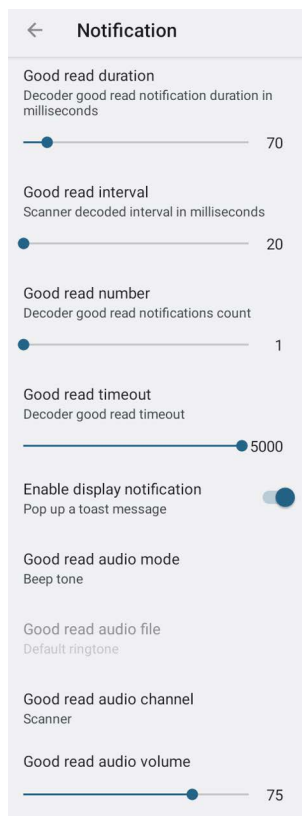 Notification
Good read duration
Decoder good read notification duration in
milliseconds
70
Good read interval
Scanner decoded interval in milliseconds
20
Good read number
Decoder good read notifications count
1
Good read timeout
Decoder good read timeout
5000
Enable display notification
Pop up a toast message
Good read audio mode
Beep tone
Good read audio file
Default ringtone
Good read audio channel
Scanner
Good read audio volume
75